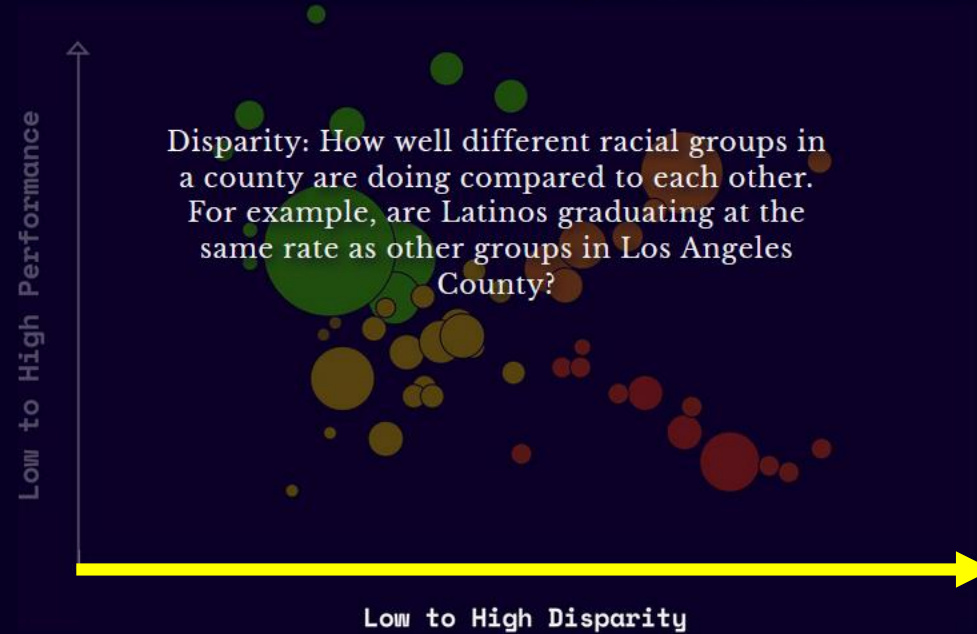 Low to High Performance
Disparity: How well different racial groups in
a county are doing compared to each other.
For example, are Latinos graduating at the
same rate as other groups in Los Angeles
County?
Low to High Disparity